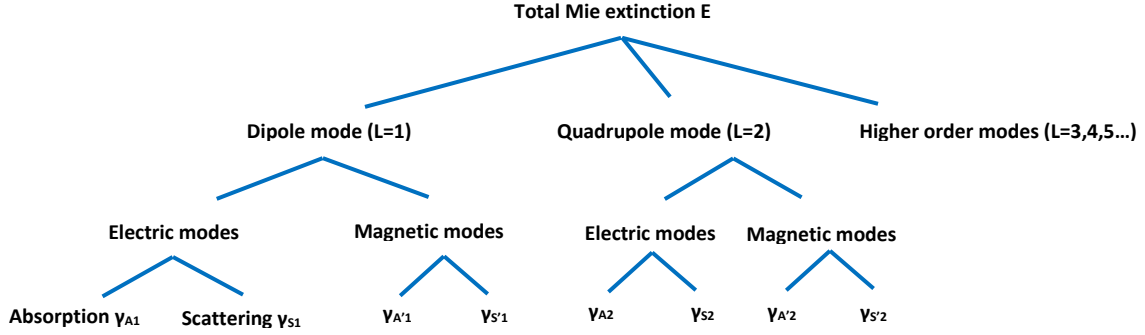 Total Mie extinction E
Dipole mode (L=1) Quadrupole mode (L=2) Higher order modes (L=3,4,5...)
Electric modes Magnetic modes Electric modes Magnetic modes
Absorption γA1 Scattering γS1 γA'1 γS'1 γA2 γS2 γA'2 γS'2